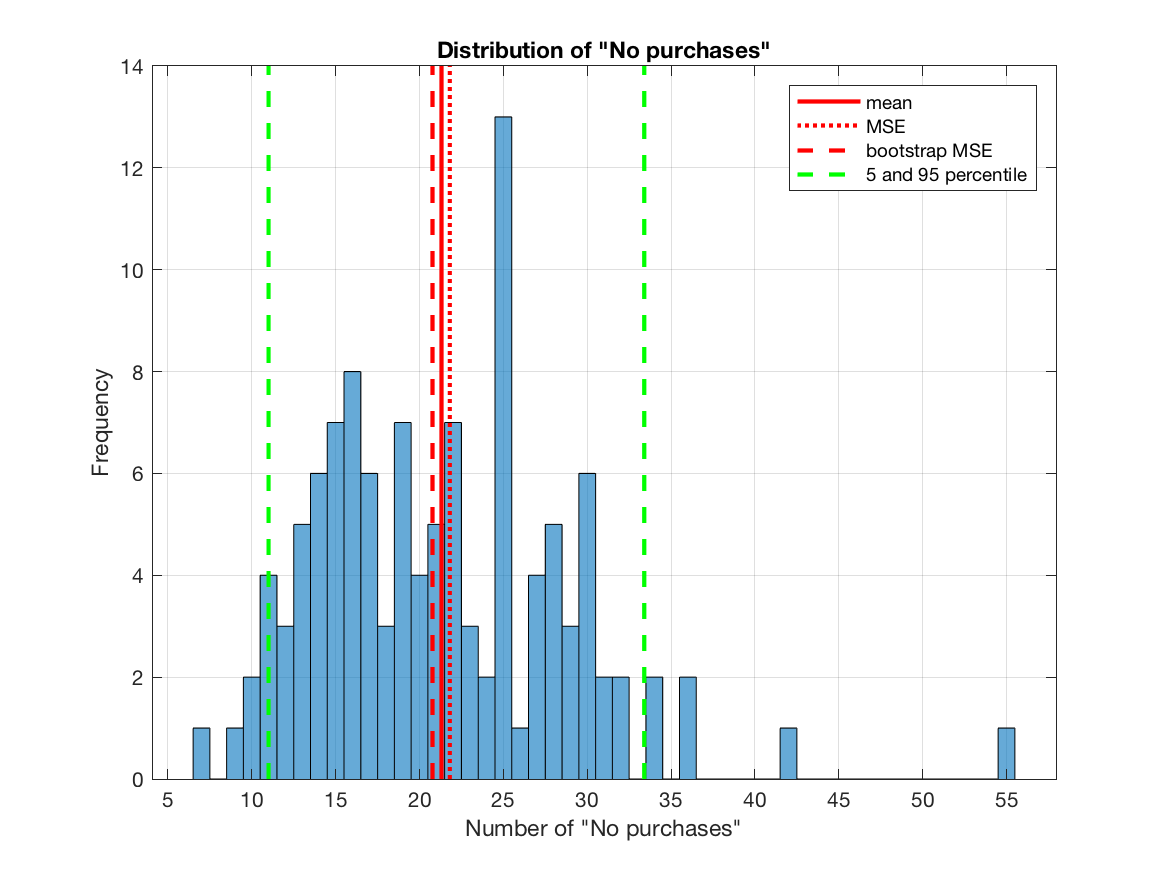 Distribution of "No purchases"
14
12
10
8
6
4
2
0
Frequency
mean
MSE
bootstrap MSE
5 and 95 percentile
5 10 15 20 25 30 35 40 45 50 55
Number of "No purchases"